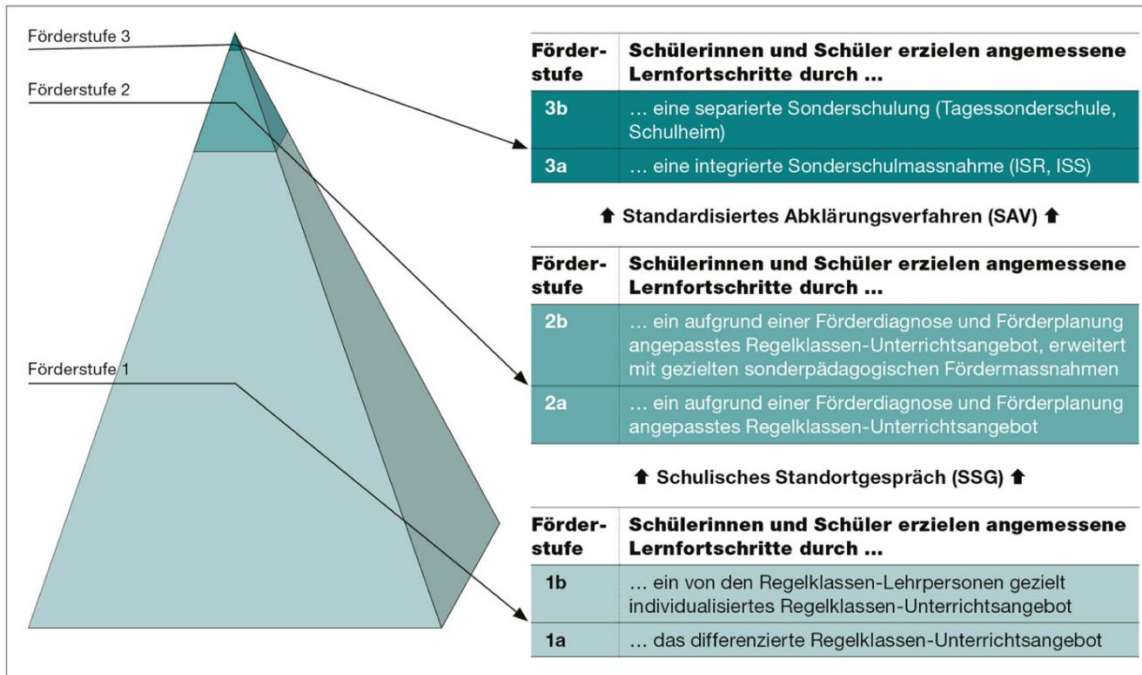 Förderstufe 3
Förderstufe 2
Förderstufe 1
Förder-
stufe
Schülerinnen und Schüler erzielen angemessene
Lernfortschritte durch ...
3b
... eine separierte Sonderschulung (Tagessonderschule,
Schulheim)
3a
... eine integrierte Sonderschulmassnahme (ISR, ISS)
⬆ Standardisiertes Abklärungsverfahren (SAV) ⬆
Förder-
stufe
Schülerinnen und Schüler erzielen angemessene
Lernfortschritte durch ...
2b
... ein aufgrund einer Förderdiagnose und Förderplanung
angepasstes Regelklassen-Unterrichtsangebot, erweitert
mit gezielten sonderpädagogischen Fördermassnahmen
2a
... ein aufgrund einer Förderdiagnose und Förderplanung
angepasstes Regelklassen-Unterrichtsangebot
⬆ Schulisches Standortgespräch (SSG) ⬆
Förder-
stufe
Schülerinnen und Schüler erzielen angemessene
Lernfortschritte durch ...
1b
... ein von den Regelklassen-Lehrpersonen gezielt
individualisiertes Regelklassen-Unterrichtsangebot
1a
... das differenzierte Regelklassen-Unterrichtsangebot